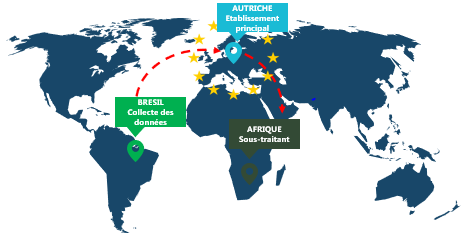 AUTRICHE
Etablissement
principal
BRESIL
Collecte des
données
AFRIQUE
Sous-traitant